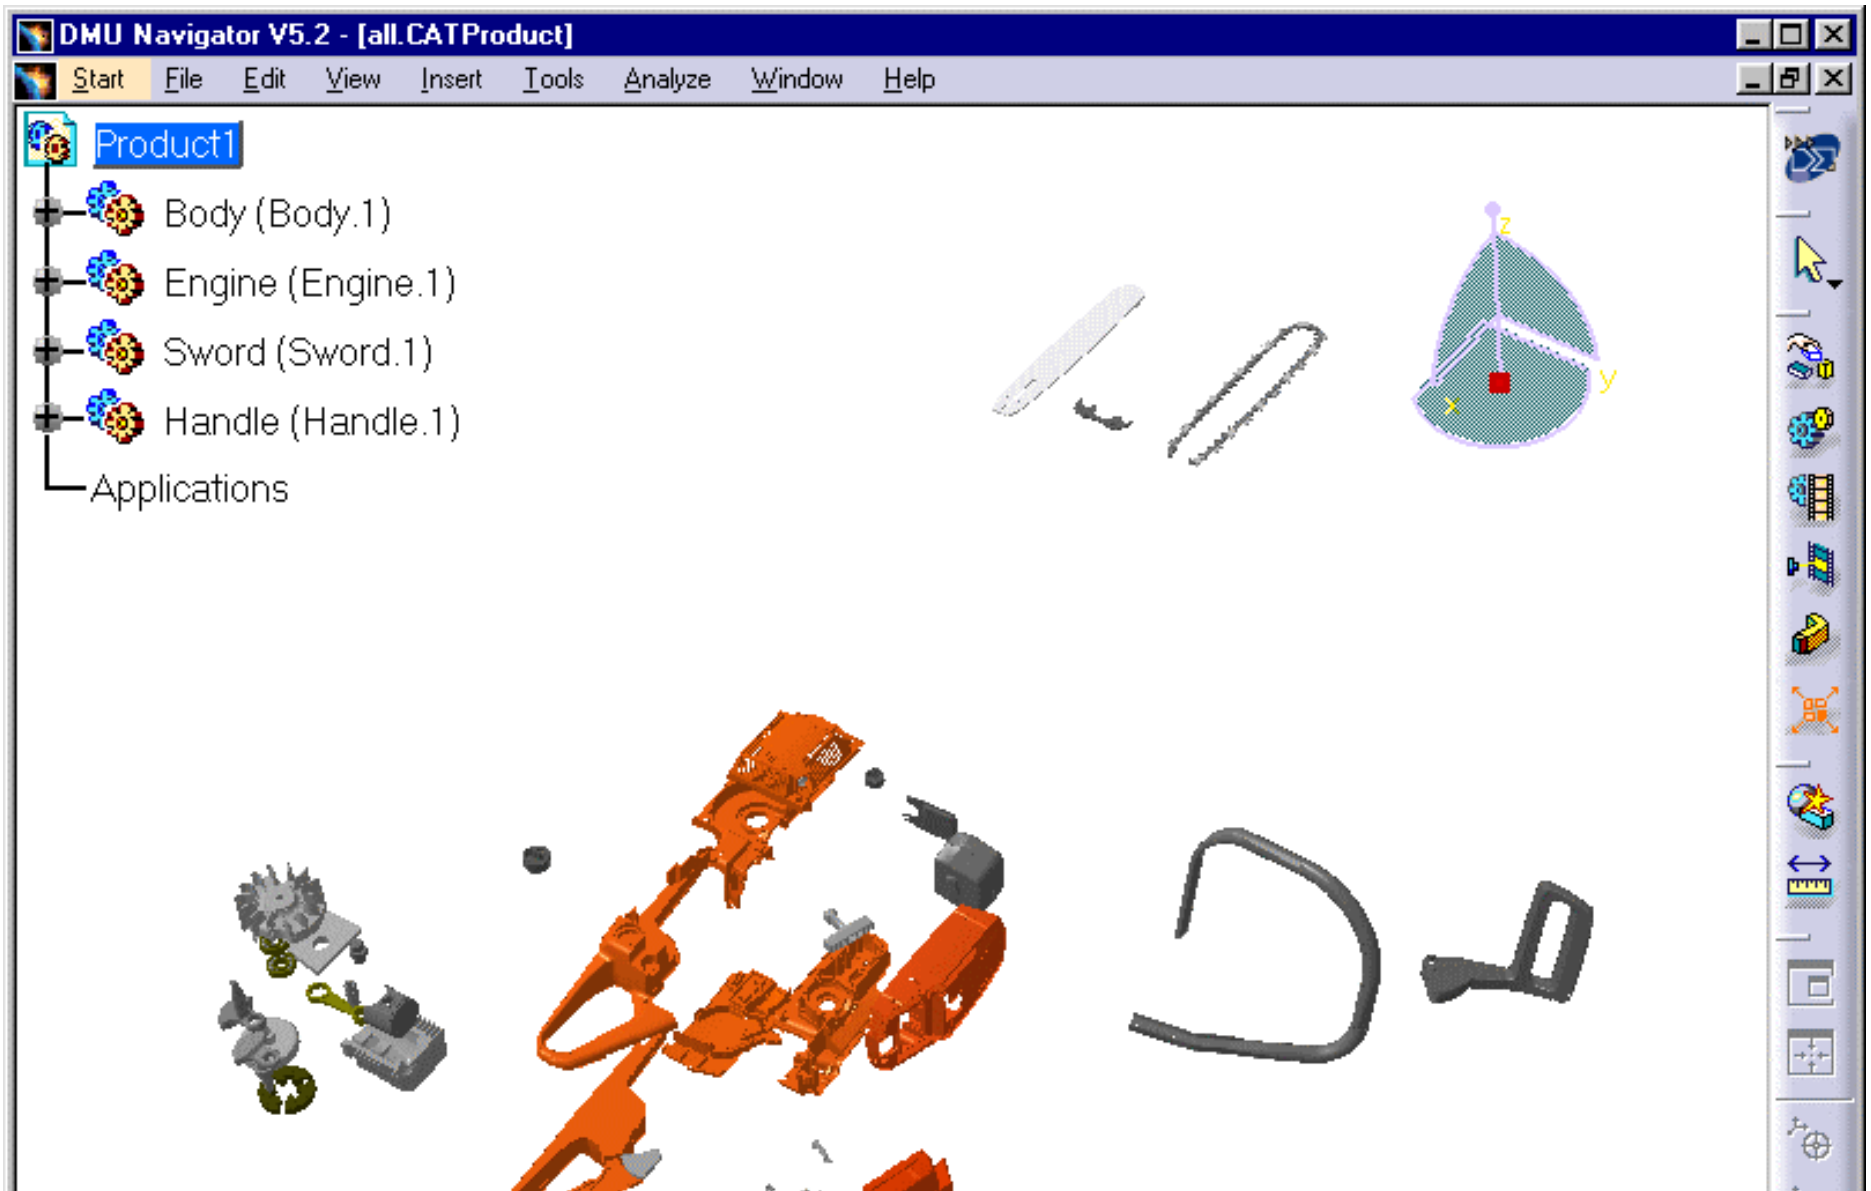 DMU Navigator V5.2 - [all.CATProduct]
Start File Edit View Insert Tools Analyze Window Help
Product1
Body (Body.1)
Engine (Engine.1)
Sword (Sword.1)
Handle (Handle.1)
Applications
z
y
x